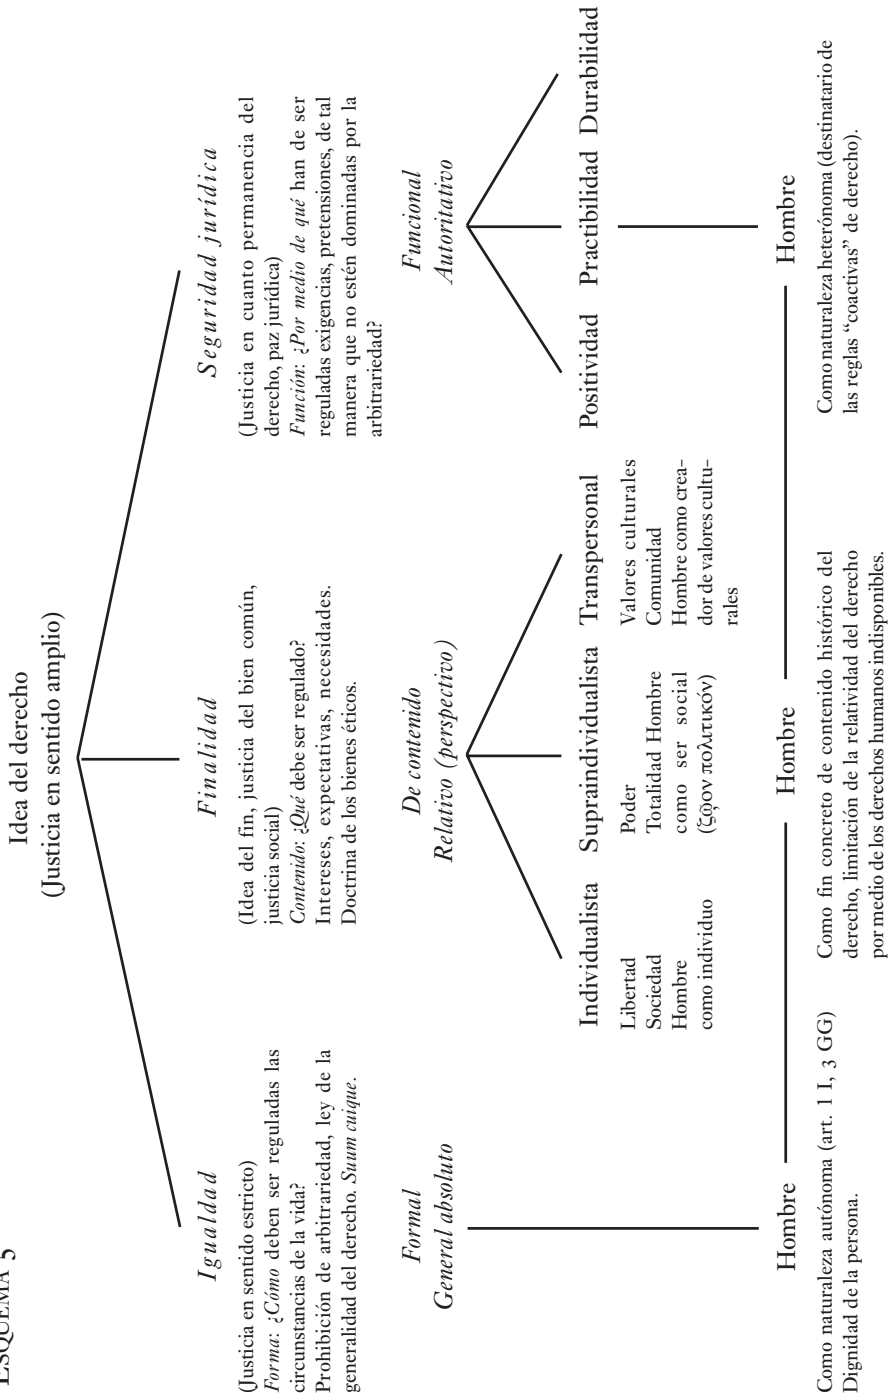 ESQUEMA 5
Idea del derecho
(Justicia en sentido amplio)
Igualdad
(Justicia en sentido estricto)
Forma: ¿Cómo deben ser reguladas las
circunstancias de la vida?
Prohibición de arbitrariedad, ley de la
generalidad del derecho. Suum cuique.
Finalidad
(Idea del fin, justicia del bien común,
justicia social)
Contenido: ¿Qué debe ser regulado?
Intereses, expectativas, necesidades.
Doctrina de los bienes éticos.
Seguridad jurídica
(Justicia en cuanto permanencia del
derecho, paz jurídica)
Función: ¿Por medio de qué han de ser
reguladas exigencias, pretensiones, de tal
manera que no estén dominadas por la
arbitrariedad?
Formal
General absoluto
De contenido
Relativo (perspectivo)
Funcional
Autoritativo
Individualista
Libertad
Sociedad
Hombre
como individuo
Supraindividualista
Poder
Totalidad Hombre
como ser social
(ζῷον πολιτικόν)
Transpersonal
Valores culturales
Comunidad
Hombre como crea-
dor de valores cultu-
rales
Positividad
Practibilidad
Durabilidad
Hombre
Hombre
Hombre
Como naturaleza autónoma (art. 1 I, 3 GG)
Dignidad de la persona.
Como fin concreto de contenido histórico del
derecho, limitación de la relatividad del derecho
por medio de los derechos humanos indisponibles.
Como naturaleza heterónoma (destinatario de
las reglas “coactivas” de derecho).